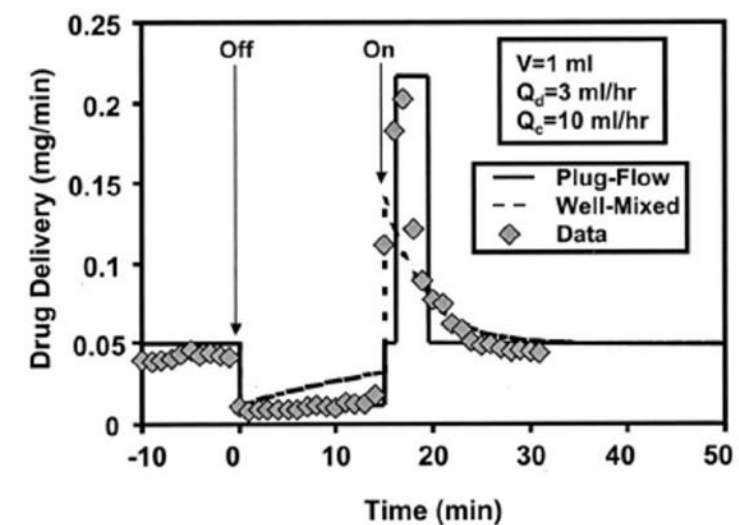 0.25
0.2
0.15
0.1
0.05
0
Drug Delivery (mg/min)
Off
On
V=1 ml
Qd=3 ml/hr
Qc=10 ml/hr
Plug-Flow
Well-Mixed
Data
-10
0
10
20
30
40
50
Time (min)